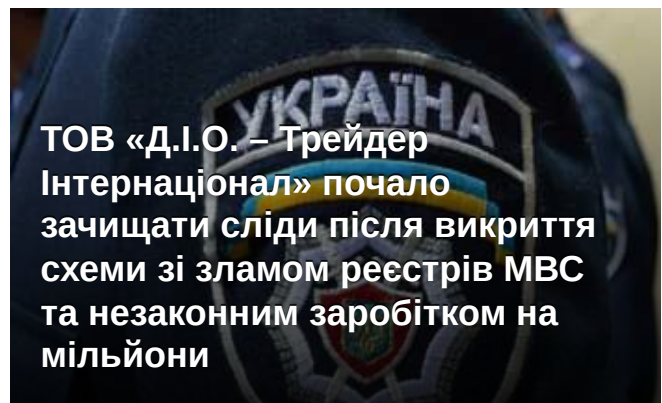 УКРАЇНА
ТОВ «Д.І.О. – Трейдер
Інтернаціонал» почало
зачищати сліди після викриття
схеми зі зламом реєстрів МВС
та незаконним заробітком на
мільйони